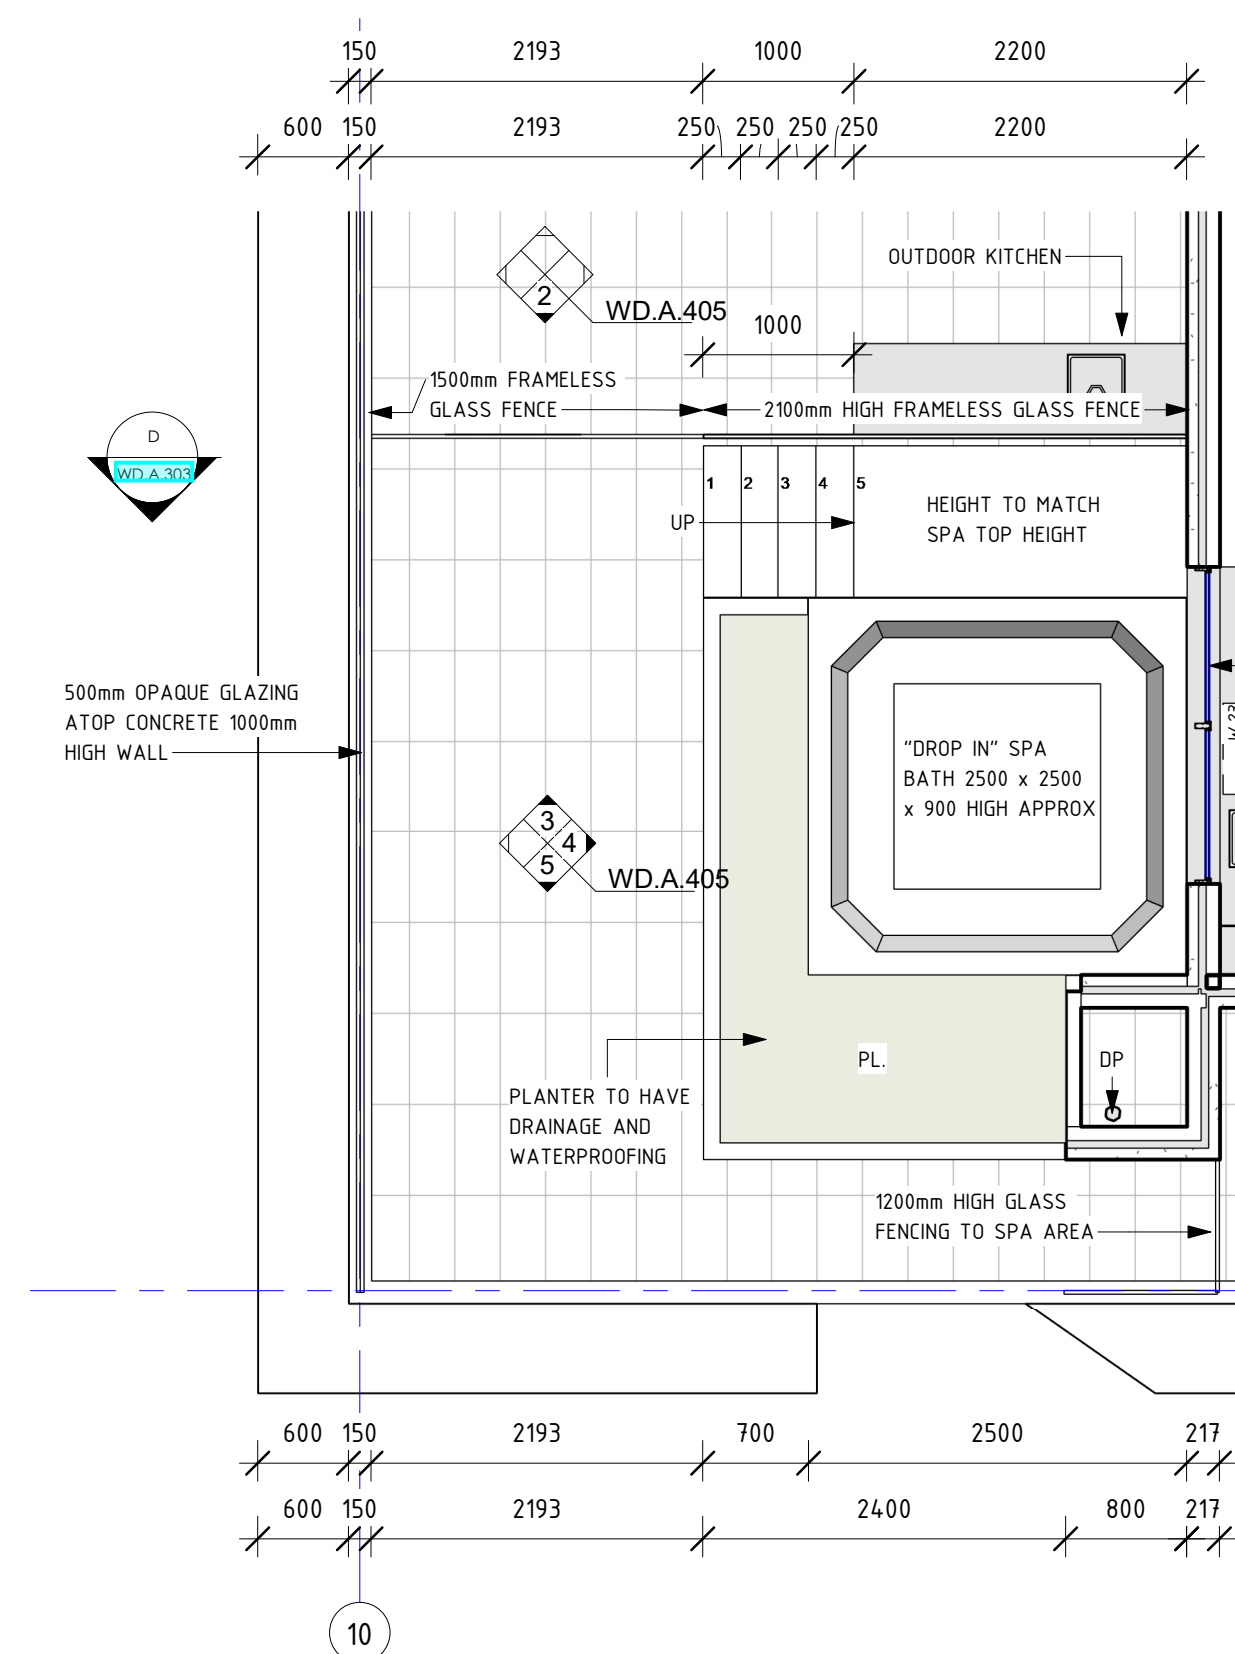 150 2193 1000 2200
600 150 2193 250 250 250 250 2200
OUTDOOR KITCHEN
2
WD.A.405
1000
1500mm FRAMELESS
GLASS FENCE
2100mm HIGH FRAMELESS GLASS FENCE
D
WD.A.303
1 2 3 4 5
UP
HEIGHT TO MATCH
SPA TOP HEIGHT
500mm OPAQUE GLAZING
ATOP CONCRETE 1000mm
HIGH WALL
"DROP IN" SPA
BATH 2500 x 2500
x 900 HIGH APPROX
3
4
5
WD.A.405
PL.
DP
PLANTER TO HAVE
DRAINAGE AND
WATERPROOFING
1200mm HIGH GLASS
FENCING TO SPA AREA
600 150 2193 700 2500 217
600 150 2193 2400 800 217
10